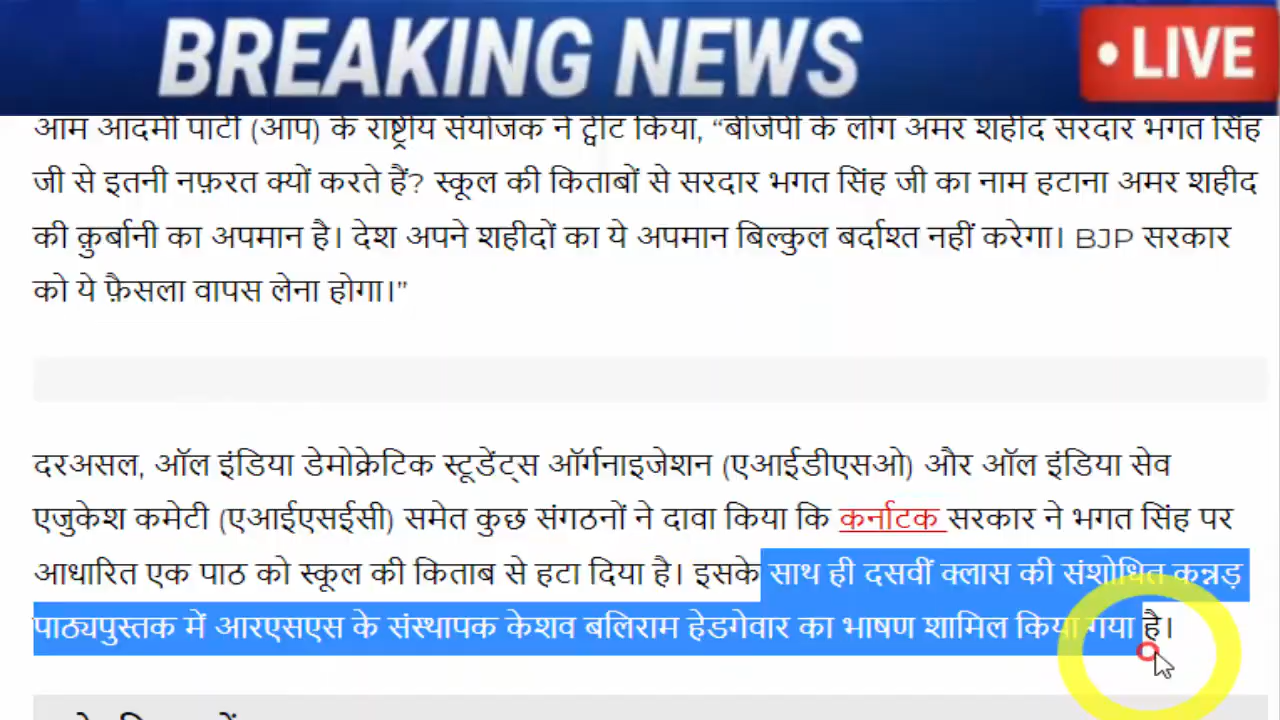 BREAKING NEWS
• LIVE
आम आदमी पार्टी (आप) के राष्ट्रीय संयोजक ने ट्वीट किया, “बीजेपी के लोग अमर शहीद सरदार भगत सिंह
जी से इतनी नफ़रत क्यों करते हैं? स्कूल की किताबों से सरदार भगत सिंह जी का नाम हटाना अमर शहीद
की क़ुर्बानी का अपमान है। देश अपने शहीदों का ये अपमान बिल्कुल बर्दाश्त नहीं करेगा। BJP सरकार
को ये फ़ैसला वापस लेना होगा।”
दरअसल, ऑल इंडिया डेमोक्रेटिक स्टूडेंट्स ऑर्गनाइजेशन (एआईडीएसओ) और ऑल इंडिया सेव
एजुकेश कमेटी (एआईएसईसी) समेत कुछ संगठनों ने दावा किया कि कर्नाटक सरकार ने भगत सिंह पर
आधारित एक पाठ को स्कूल की किताब से हटा दिया है। इसके साथ ही दसवीं क्लास की संशोधित कन्नड़
पाठ्यपुस्तक में आरएसएस के संस्थापक केशव बलिराम हेडगेवार का भाषण शामिल किया गया है।